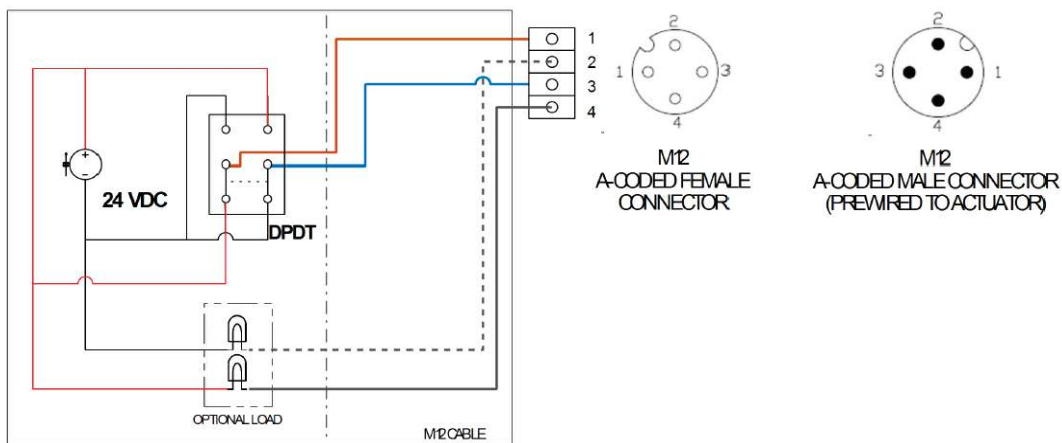 +
-
24 VDC
DPDT
OPTIONAL LOAD
M12 CABLE
1
2
3
4
2
1
3
4
M12
A-CODED FEMALE
CONNECTOR
2
3
1
4
M12
A-CODED MALE CONNECTOR
(PREWIRED TO ACTUATOR)